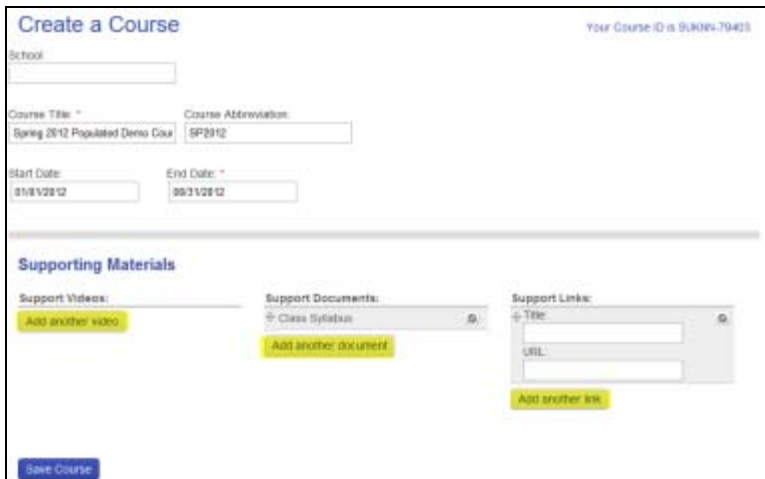 Create a Course
Your Course ID is
School:
Course Title: * Course Abbreviation:
Spring 2012 Populated Demo Cour SP2012
Start Date: End Date: *
01/01/2012 08/31/2012
Supporting Materials
Support Videos: Support Documents: Support Links:
Add another video Class Syllabus Title:
Add another document URL:
Add another link
Save Course